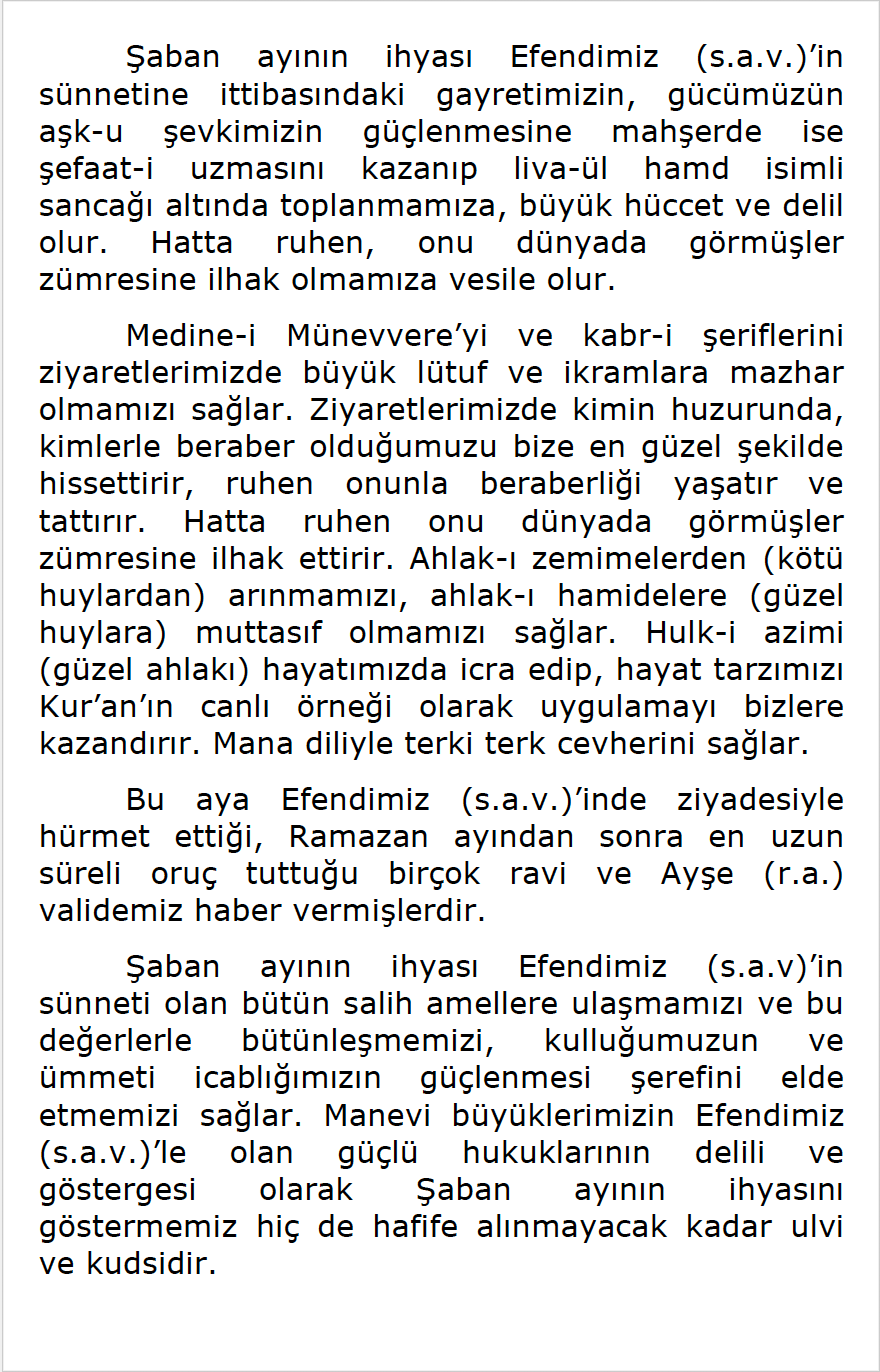 Şaban ayının ihyası Efendimiz (s.a.v.)’in
sünnetine ittibasındaki gayretimizin, gücümüzün
aşk-u şevkimizin güçlenmesine mahşerde ise
şefaat-i uzmasını kazanıp liva-ül hamd isimli
sancağı altında toplanmamıza, büyük hüccet ve delil
olur. Hatta ruhen, onu dünyada görmüşler
zümresine ilhak olmamıza vesile olur.
Medine-i Münevvere’yi ve kabr-i şeriflerini
ziyaretlerimizde büyük lütuf ve ikramlara mazhar
olmamızı sağlar. Ziyaretlerimizde kimin huzurunda,
kimlerle beraber olduğumuzu bize en güzel şekilde
hissettirir, ruhen onunla beraberliği yaşatır ve
tattırır. Hatta ruhen onu dünyada görmüşler
zümresine ilhak ettirir. Ahlak-ı zemimelerden (kötü
huylardan) arınmamızı, ahlak-ı hamidelere (güzel
huylara) muttasıf olmamızı sağlar. Hulk-i azimi
(güzel ahlakı) hayatımızda icra edip, hayat tarzımızı
Kur’an’ın canlı örneği olarak uygulamayı bizlere
kazandırır. Mana diliyle terki terk cevherini sağlar.
Bu aya Efendimiz (s.a.v.)’inde ziyadesiyle
hürmet ettiği, Ramazan ayından sonra en uzun
süreli oruç tuttuğu birçok ravi ve Ayşe (r.a.)
validemiz haber vermişlerdir.
Şaban ayının ihyası Efendimiz (s.a.v)’in
sünneti olan bütün salih amellere ulaşmamızı ve bu
değerlerle bütünleşmemizi, kulluğumuzun ve
ümmeti icablığımızın güçlenmesi şerefini elde
etmemizi sağlar. Manevi büyüklerimizin Efendimiz
(s.a.v.)’le olan güçlü hukuklarının delili ve
göstergesi olarak Şaban ayının ihyasını
göstermemiz hiç de hafife alınmayacak kadar ulvi
ve kudsidir.